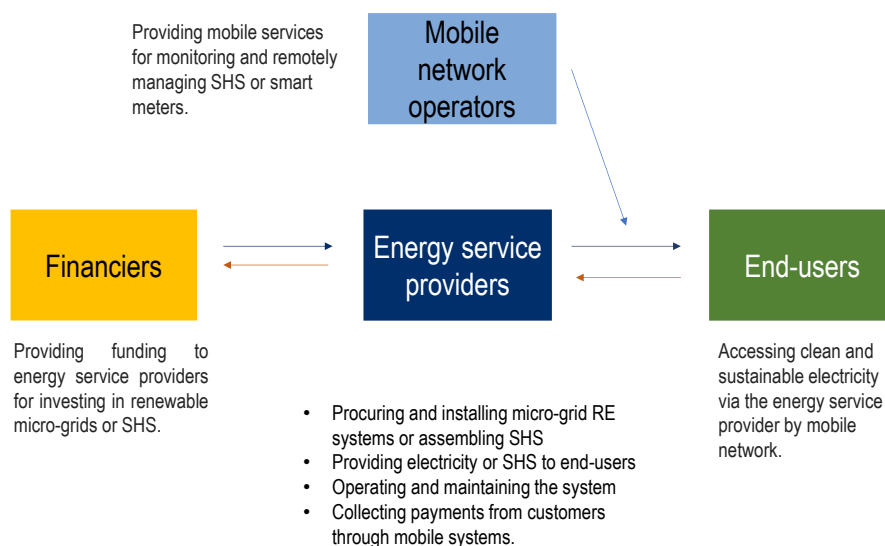 Providing mobile services
for monitoring and remotely
managing SHS or smart
meters.
Mobile
network
operators
Financiers
Energy service
providers
End-users
Providing funding to
energy service providers
for investing in renewable
micro-grids or SHS.
• Procuring and installing micro-grid RE
systems or assembling SHS
• Providing electricity or SHS to end-users
• Operating and maintaining the system
• Collecting payments from customers
through mobile systems.
Accessing clean and
sustainable electricity
via the energy service
provider by mobile
network.